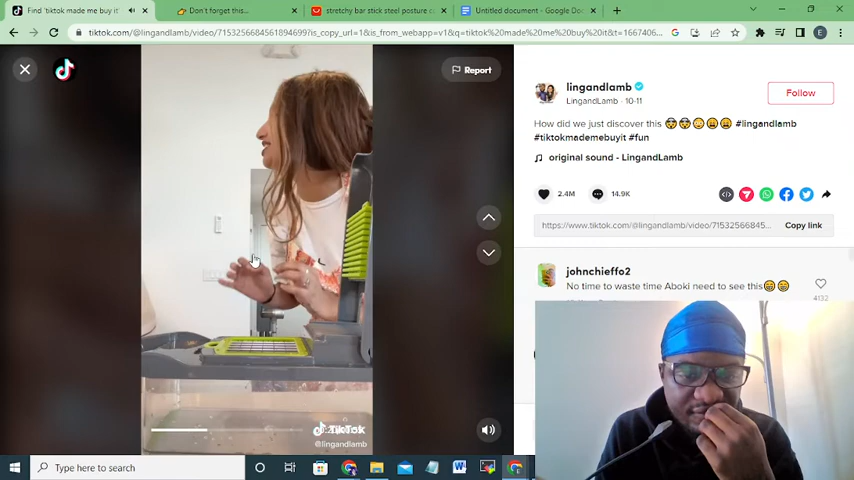 Find 'tiktok made me buy it'
Don't forget this...
stretchy bar stick steel posture c
Untitled document - Google Doc
tiktok.com/@lingandlamb/video/7153256684561894699?is_copy_url=1&is_from_webapp=v1&q=tiktok%20made%20me%20buy%20it&t=1667406...
E
Report
lingandlamb
LingandLamb · 10-11
Follow
How did we just discover this 🤯🤯😳😩😩 #lingandlamb
#tiktokmademebuyit #fun
original sound - LingandLamb
2.4M
14.9K
https://www.tiktok.com/@lingandlamb/video/71532566845...
Copy link
johnchieffo2
No time to waste time Aboki need to see this😁😁
4132
TikTok
@lingandlamb
Type here to search